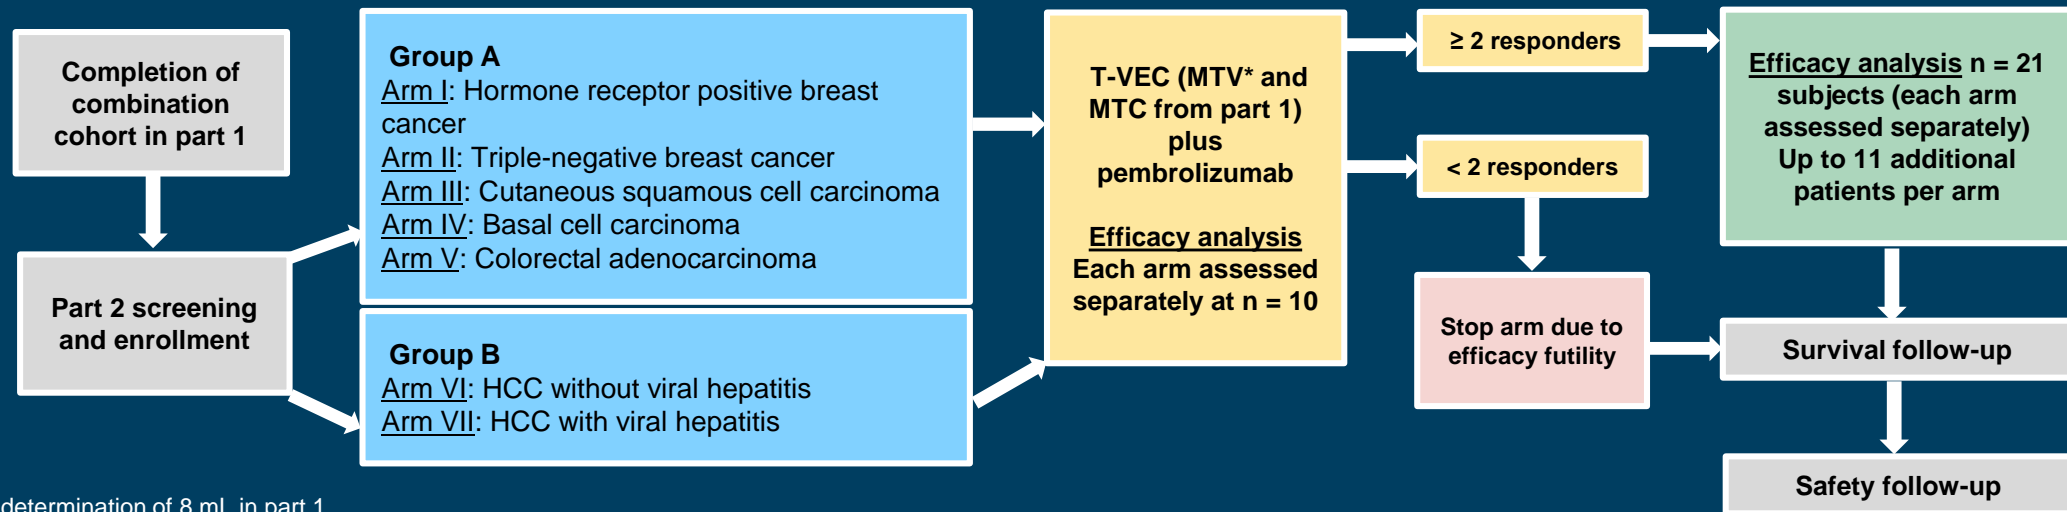 Completion of
combination
cohort in part 1
Part 2 screening
and enrollment
Group A
Arm I: Hormone receptor positive breast
cancer
Arm II: Triple-negative breast cancer
Arm III: Cutaneous squamous cell carcinoma
Arm IV: Basal cell carcinoma
Arm V: Colorectal adenocarcinoma
Group B
Arm VI: HCC without viral hepatitis
Arm VII: HCC with viral hepatitis
T-VEC (MTV* and
MTC from part 1)
plus
pembrolizumab
Efficacy analysis
Each arm assessed
separately at n = 10
≥ 2 responders
< 2 responders
Stop arm due to
efficacy futility
Efficacy analysis n = 21
subjects (each arm
assessed separately)
Up to 11 additional
patients per arm
Survival follow-up
Safety follow-up
determination of 8 mL in part 1